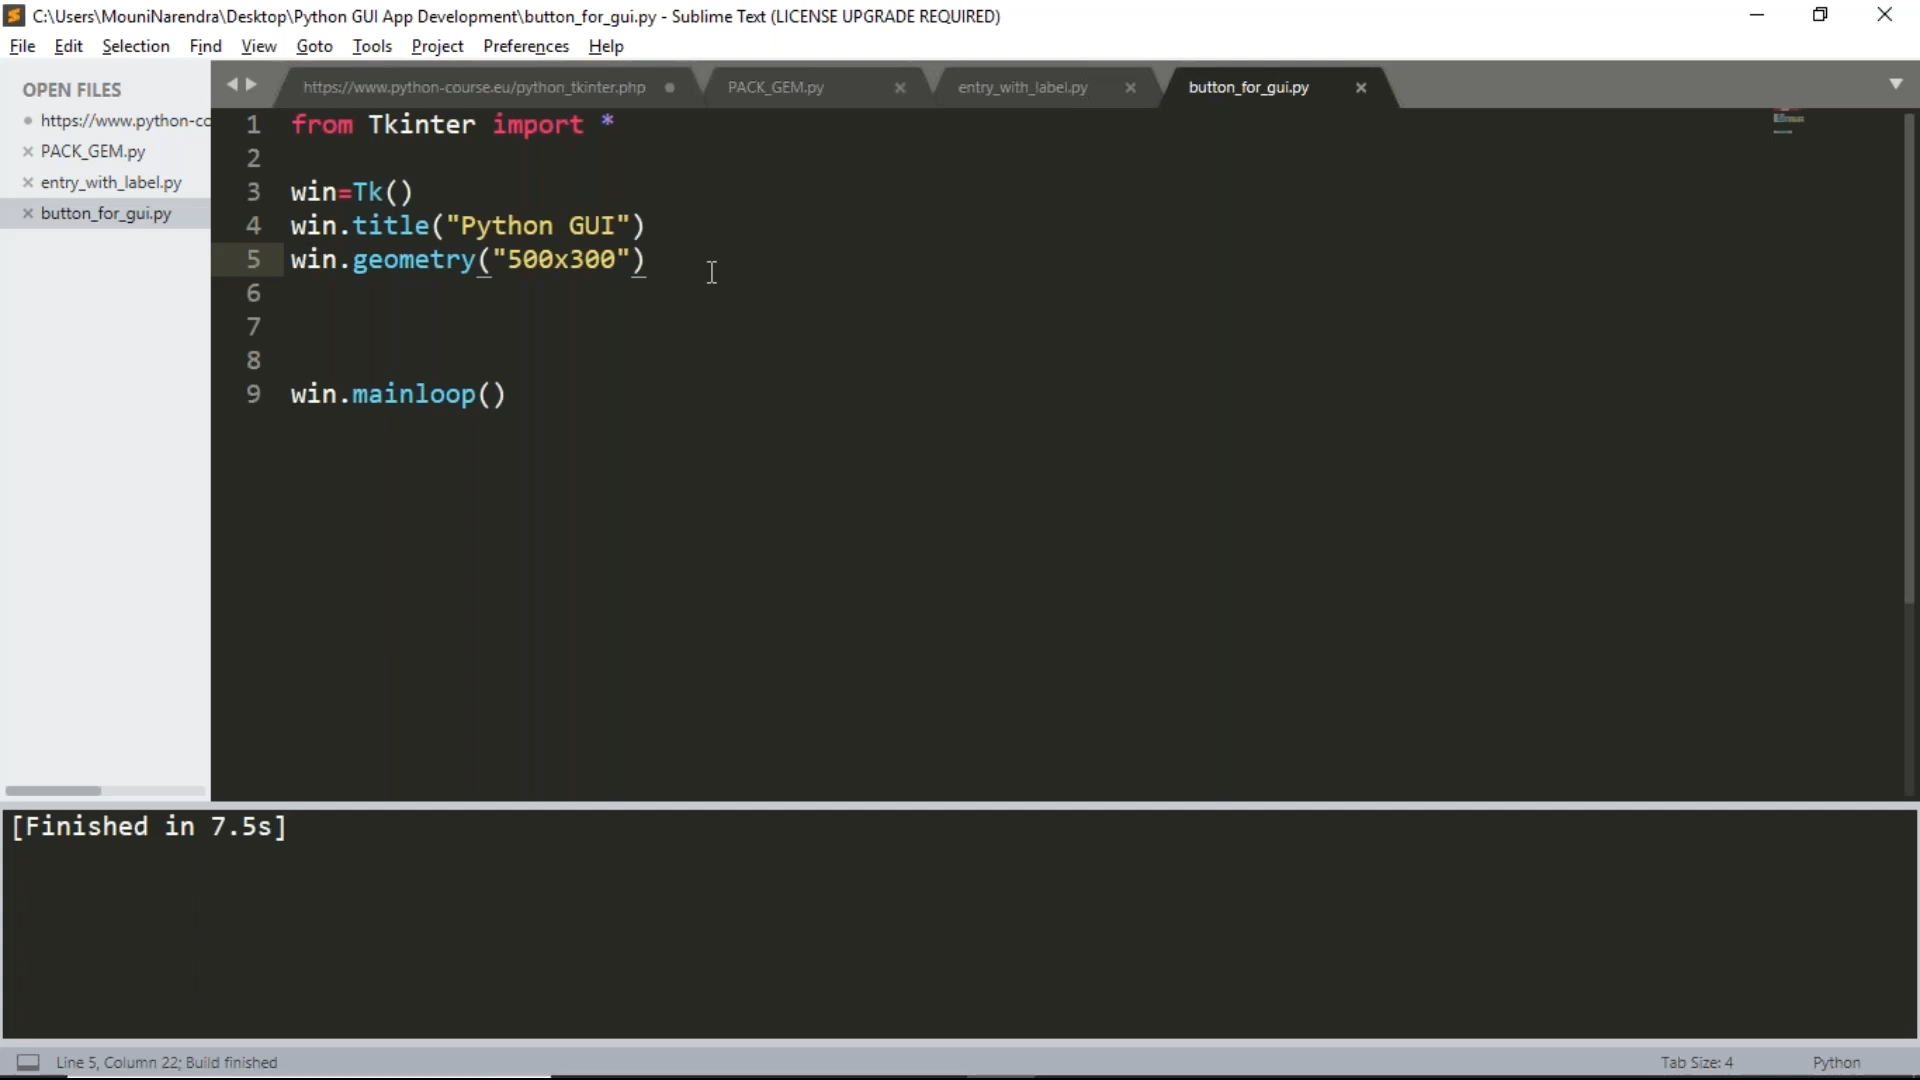 C:\Users\MouniNarendra\Desktop\Python GUI App Development\button_for_gui.py - Sublime Text (LICENSE UPGRADE REQUIRED)
File Edit Selection Find View Goto Tools Project Preferences Help
OPEN FILES
https://www.python-co
PACK_GEM.py
entry_with_label.py
button_for_gui.py
https://www.python-course.eu/python_tkinter.php PACK_GEM.py entry_with_label.py button_for_gui.py
1 from Tkinter import *
2
3 win=Tk()
4 win.title("Python GUI")
5 win.geometry("500x300")
6
7
8
9 win.mainloop()
[Finished in 7.5s]
Line 5, Column 22; Build finished Tab Size: 4 Python